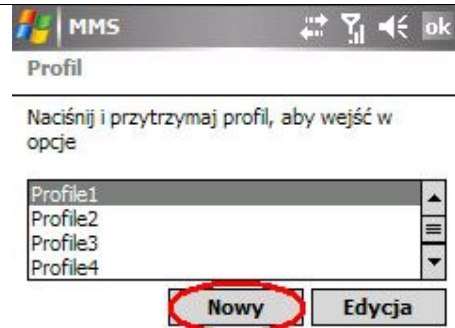 MMS ok
Profil
Naciśnij i przytrzymaj profil, aby wejść w
opcje
Profile1
Profile2
Profile3
Profile4
Nowy Edycja